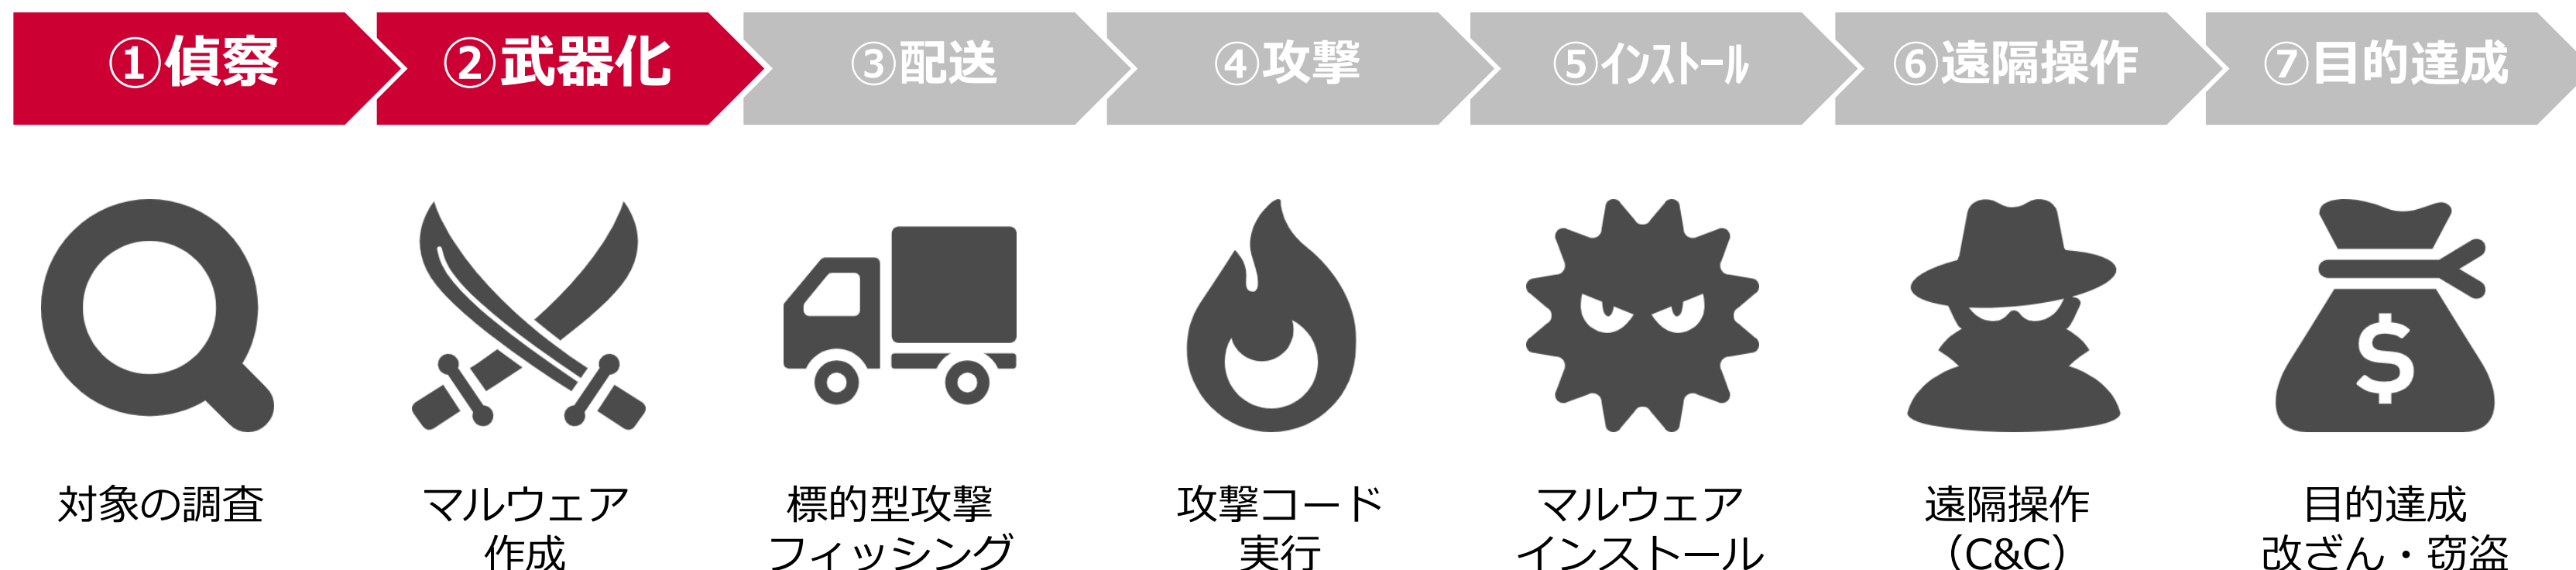 ①偵察
②武器化
③配送
④攻撃
⑤ｲﾝｽﾄｰﾙ
⑥遠隔操作
⑦目的達成
$
対象の調査
マルウェア
作成
標的型攻撃
フィッシング
攻撃コード
実行
マルウェア
インストール
遠隔操作
（C&C）
目的達成
改ざん・窃盗